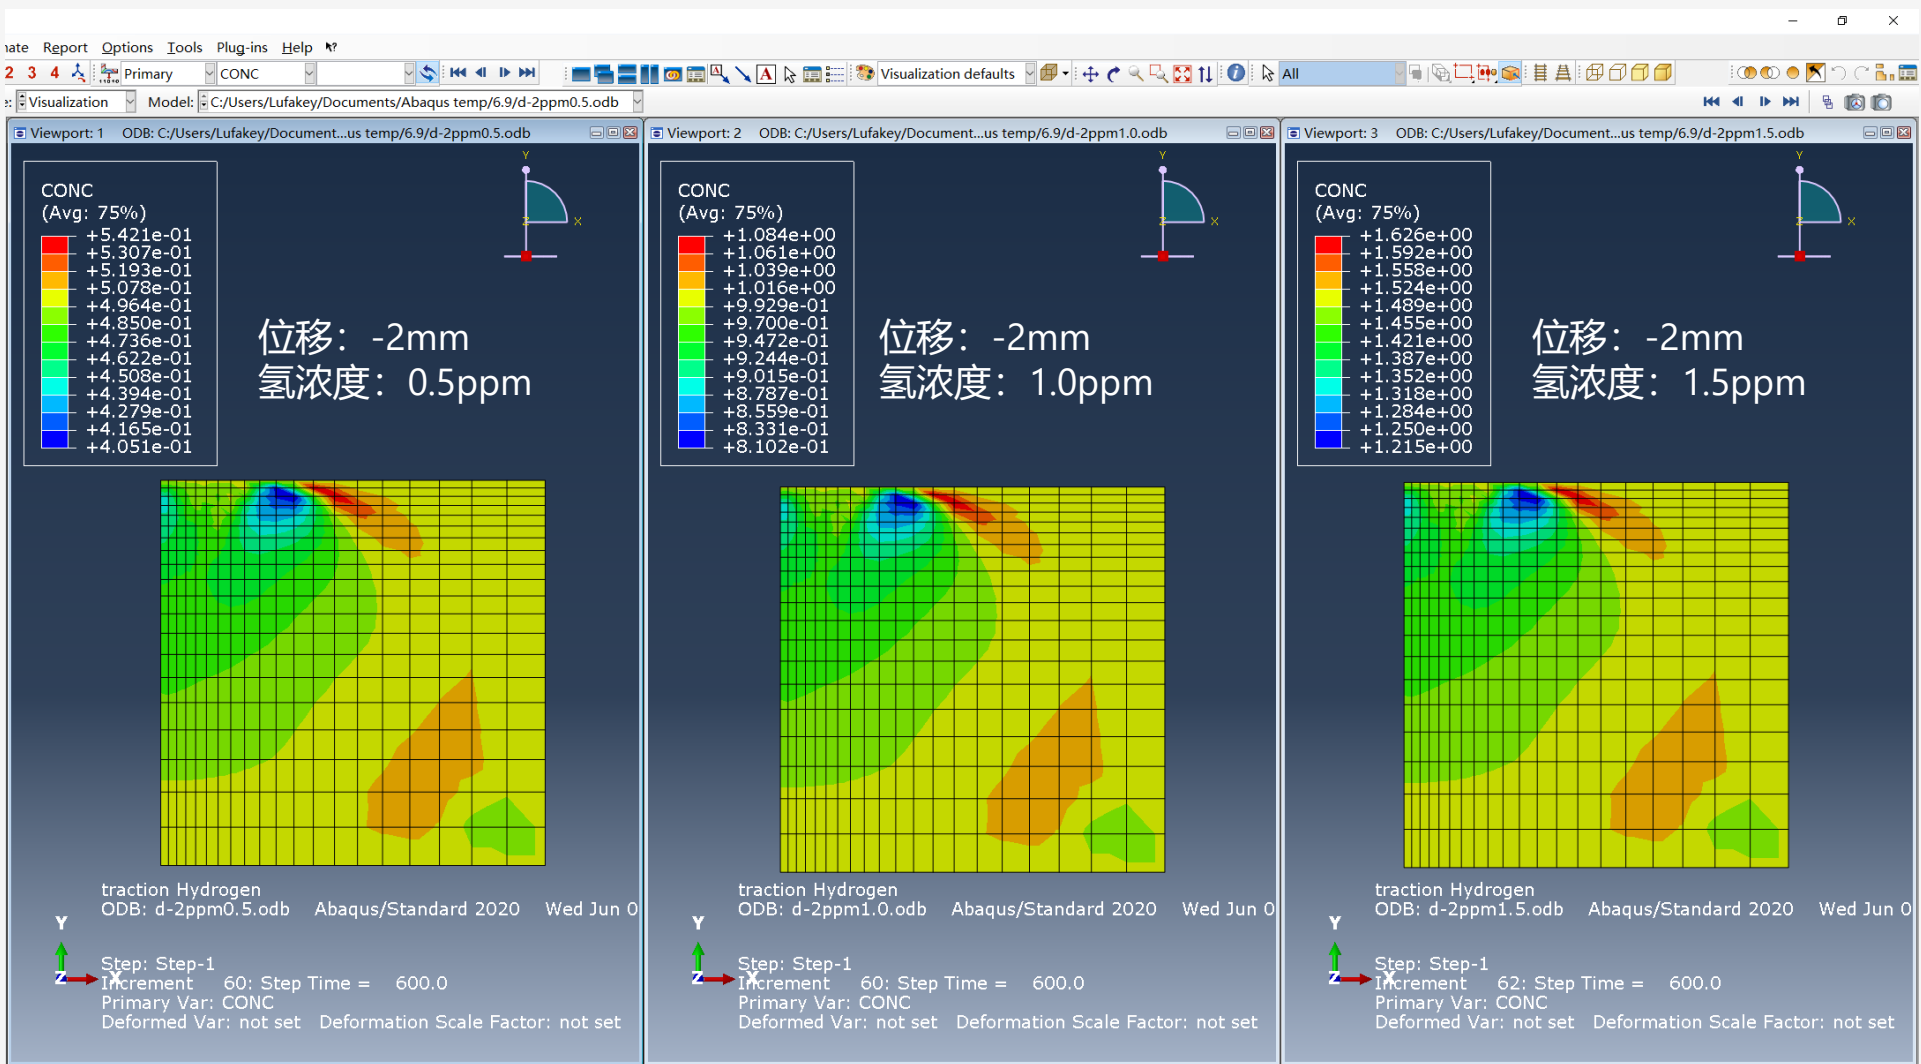 Report Options Tools Plug-ins Help
2 3 4 Primary CONC Visualization defaults All
Visualization Model: C:/Users/Lufakey/Documents/Abaqus temp/6.9/d-2ppm0.5.odb
Viewport: 1 ODB: C:/Users/Lufakey/Document...us temp/6.9/d-2ppm0.5.odb
CONC
(Avg: 75%)
+5.421e-01
+5.307e-01
+5.193e-01
+5.078e-01
+4.964e-01
+4.850e-01
+4.736e-01
+4.622e-01
+4.508e-01
+4.394e-01
+4.279e-01
+4.165e-01
+4.051e-01
Y
Z X
位移：-2mm
氢浓度：0.5ppm
traction Hydrogen
ODB: d-2ppm0.5.odb Abaqus/Standard 2020 Wed Jun 0
Y
Z X
Step: Step-1
Increment 60: Step Time = 600.0
Primary Var: CONC
Deformed Var: not set Deformation Scale Factor: not set
Viewport: 2 ODB: C:/Users/Lufakey/Document...us temp/6.9/d-2ppm1.0.odb
CONC
(Avg: 75%)
+1.084e+00
+1.061e+00
+1.039e+00
+1.016e+00
+9.929e-01
+9.700e-01
+9.472e-01
+9.244e-01
+9.015e-01
+8.787e-01
+8.559e-01
+8.331e-01
+8.102e-01
Y
Z X
位移：-2mm
氢浓度：1.0ppm
traction Hydrogen
ODB: d-2ppm1.0.odb Abaqus/Standard 2020 Wed Jun 0
Y
Z X
Step: Step-1
Increment 60: Step Time = 600.0
Primary Var: CONC
Deformed Var: not set Deformation Scale Factor: not set
Viewport: 3 ODB: C:/Users/Lufakey/Document...us temp/6.9/d-2ppm1.5.odb
CONC
(Avg: 75%)
+1.626e+00
+1.592e+00
+1.558e+00
+1.524e+00
+1.489e+00
+1.455e+00
+1.421e+00
+1.387e+00
+1.352e+00
+1.318e+00
+1.284e+00
+1.250e+00
+1.215e+00
Y
Z X
位移：-2mm
氢浓度：1.5ppm
traction Hydrogen
ODB: d-2ppm1.5.odb Abaqus/Standard 2020 Wed Jun 0
Y
Z X
Step: Step-1
Increment 62: Step Time = 600.0
Primary Var: CONC
Deformed Var: not set Deformation Scale Factor: not set